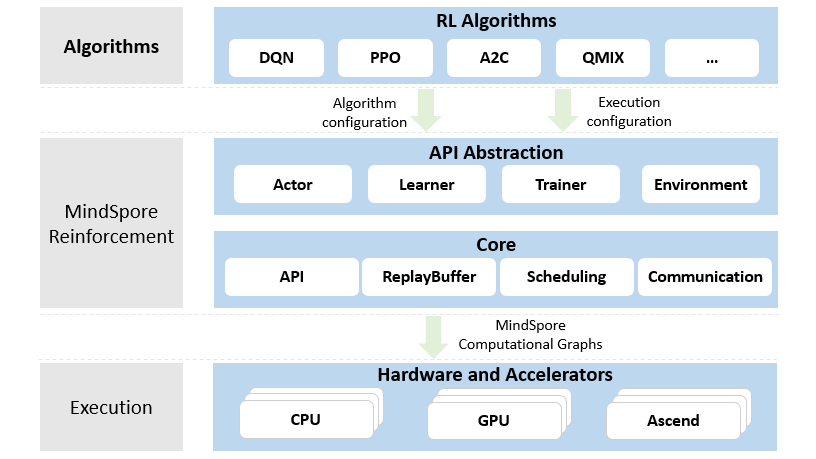 Algorithms
RL Algorithms
DQN
PPO
A2C
QMIX
...
Algorithm
configuration
Execution
configuration
MindSpore
Reinforcement
API Abstraction
Actor
Learner
Trainer
Environment
Core
API
ReplayBuffer
Scheduling
Communication
MindSpore
Computational Graphs
Execution
Hardware and Accelerators
CPU
GPU
Ascend